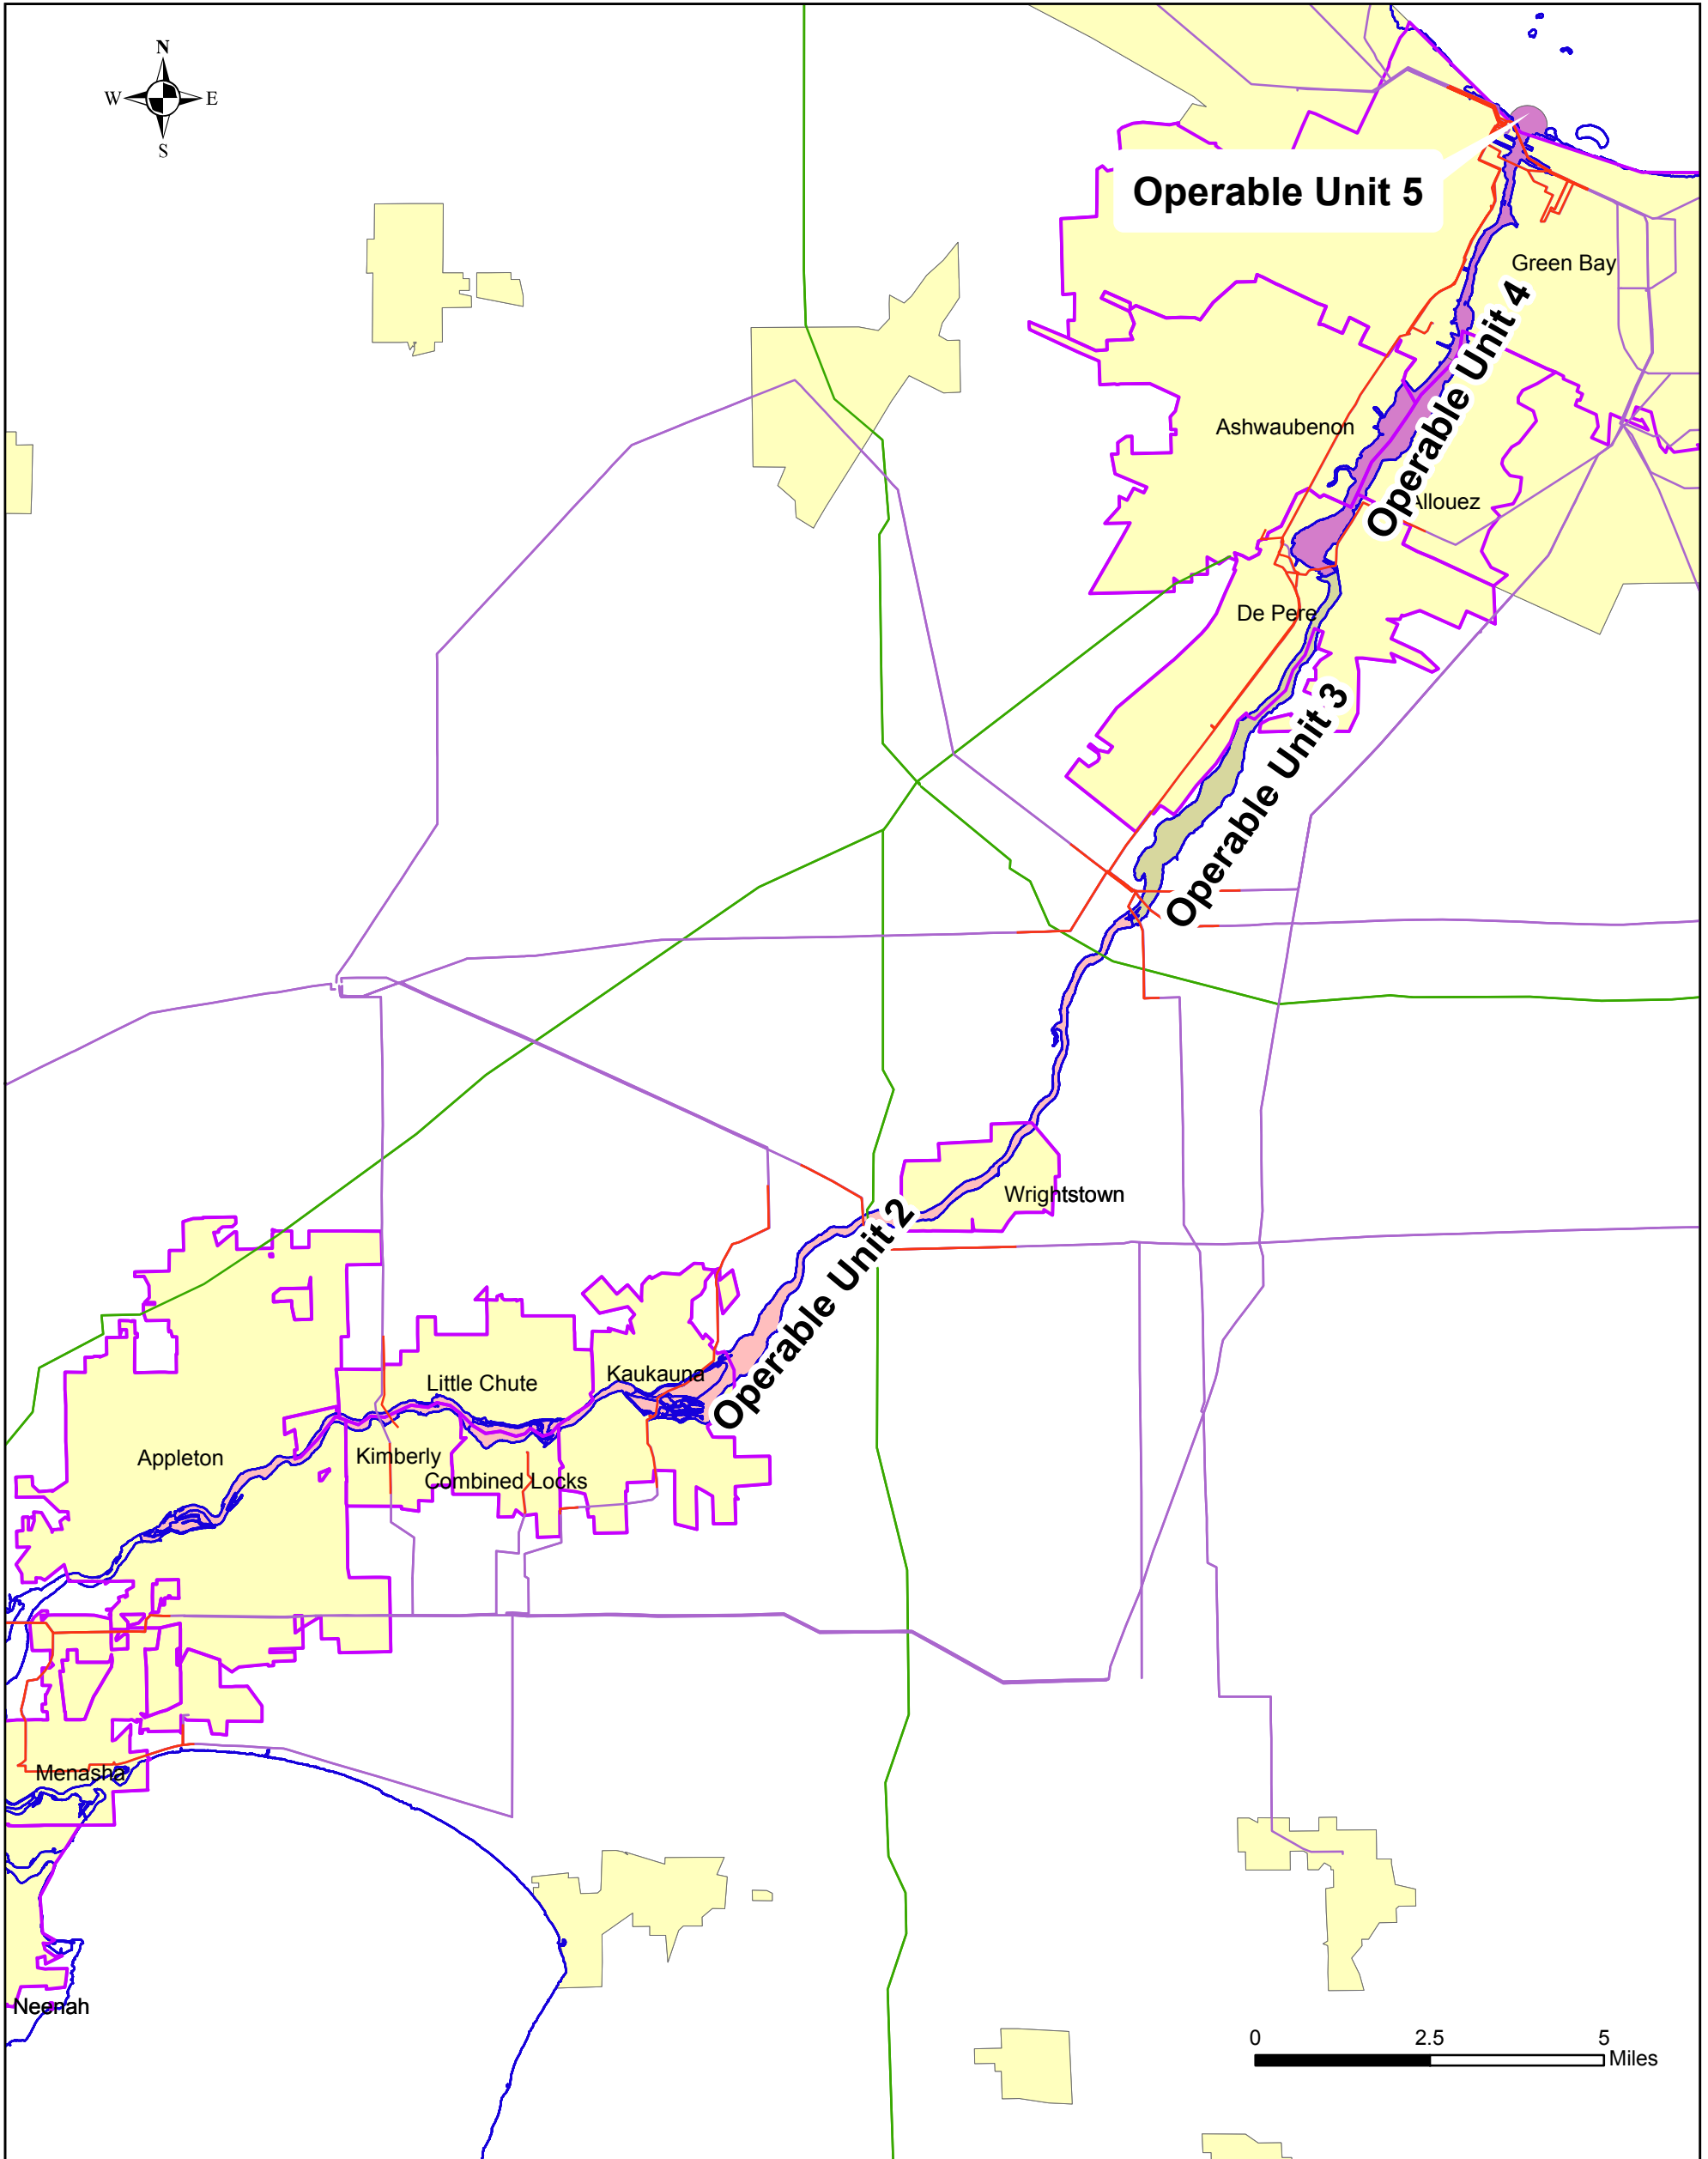 N
W E
S
Operable Unit 5
Green Bay
Operable Unit 4
Ashwaubenon
Allouez
De Pere
Operable Unit 3
Wrightstown
Operable Unit 2
Kaukauna
Little Chute
Appleton
Kimberly
Combined Locks
Menasha
Neenah
0 2.5 5
Miles